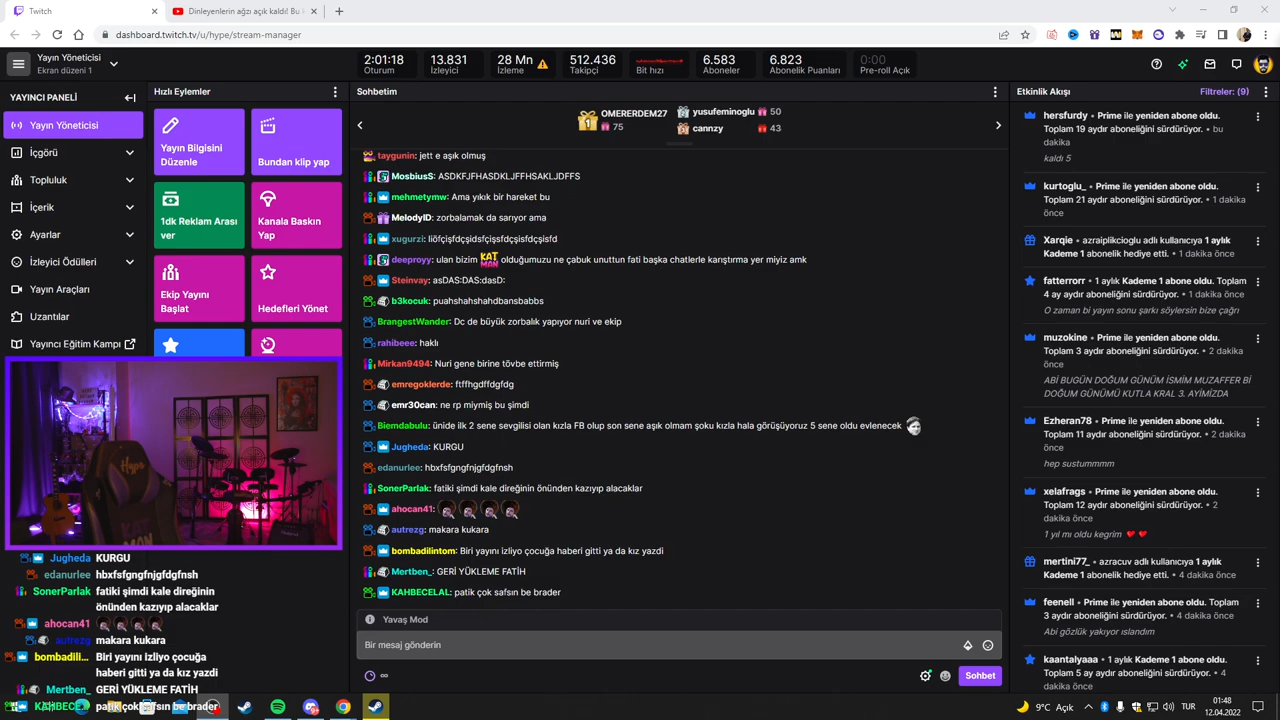 Twitch
Dinleyenlerin ağzı açık kaldı! Bu
dashboard.twitch.tv/u/hype/stream-manager
Yayın Yöneticisi
Ekran düzeni 1
2:01:18
Oturum
13.831
İzleyici
28 Mn
İzleme
512.436
Takipçi
Bit hızı
6.583
Aboneler
6.823
Abonelik Puanları
0:00
Pre-roll Açık
YAYINCI PANELİ
Yayın Yöneticisi
İçgörü
Topluluk
İçerik
Ayarlar
İzleyici Ödülleri
Yayın Araçları
Uzantılar
Yayıncı Eğitim Kampı
Hızlı Eylemler
Yayın Bilgisini
Düzenle
Bundan klip yap
1dk Reklam Arası
ver
Kanala Baskın
Yap
Ekip Yayını
Başlat
Hedefleri Yönet
Sohbetim
1
OMERERDEM27
75
yusufeminoglu 50
cannzy 43
taygunin: jett e aşık olmuş
MosbiusS: ASDKFJFHASDKLJFFHSAKLJDFFS
mehmetymw: Ama yıkık bir hareket bu
MelodyID: zorbalamak da sarıyor ama
xugurzi: liöfçişfdçşidsfçişşfdçşisfdçşisfd
deeproyy: ulan bizim KAT MAN olduğumuzu ne çabuk unuttun fati başka chatlerle karıştırma yer miyiz amk
Steinvay: asDAS:DAS:dasD:
b3kocuk: puahshahshahdbansbabbs
BrangestWander: Dc de büyük zorbalık yapıyor nuri ve ekip
rahibeee: haklı
Mirkan9494: Nuri gene birine tövbe ettirmiş
emregoklerde: ftffhgdffdgfdg
emr30can: ne rp miymiş bu şimdi
Biemdabulu: ünide ilk 2 sene sevgilisi olan kızla FB olup son sene aşık olmam şoku kızla hala görüşüyoruz 5 sene oldu evlenecek
Jugheda: KURGU
edanurlee: hbxfsfgngfnjgfdgfnsh
SonerParlak: fatiki şimdi kale direğinin önünden kazıyıp alacaklar
ahocan41:
autrezg: makara kukara
bombadilintom: Biri yayını izliyo çocuğa haberi gitti ya da kız yazdi
Mertben_: GERİ YÜKLEME FATİH
KAHBECELAL: patik çok safsın be brader
Yavaş Mod
Bir mesaj gönderin
Sohbet
Etkinlik Akışı
Filtreler: (9)
hersfurdy • Prime ile yeniden abone oldu.
Toplam 19 aydır aboneliğini sürdürüyor. • bu
dakika
kaldı 5
kurtoglu_ • Prime ile yeniden abone oldu.
Toplam 21 aydır aboneliğini sürdürüyor. • 1 dakika
önce
Xarqie • azraiplikcioglu adlı kullanıcıya 1 aylık
Kademe 1 abonelik hediye etti. • 1 dakika önce
fatterrorr • 1 aylık Kademe 1 abone oldu. Toplam
4 ay aydır aboneliğini sürdürüyor. • 1 dakika önce
O zaman bi yayın sonu şarkı söylersin bize çağrı
muzokine • 1 aylık Kademe 1 abone oldu.
Toplam 3 aydır aboneliğini sürdürüyor. • 2 dakika
önce
ABİ BUGÜN DOĞUM GÜNÜM İSMİM MUZAFFER Bİ
DOĞUM GÜNÜMÜ KUTLA KRAL 3. AYİMİZDA
Ezheran78 • Prime ile yeniden abone oldu.
Toplam 11 aydır aboneliğini sürdürüyor. • 2 dakika
önce
hep sustummmm
xelafrags • Prime ile yeniden abone oldu.
Toplam 12 aydır aboneliğini sürdürüyor. • 2
dakika önce
1 yıl mı oldu kegrim
mertini77_ • azracuv adlı kullanıcıya 1 aylık
Kademe 1 abonelik hediye etti. • 4 dakika önce
feenell • Prime ile yeniden abone oldu. Toplam
3 aydır aboneliğini sürdürüyor. • 4 dakika önce
Abi gözlük yakıyor ıslandım
kaantalyaaa • 1 aylık Kademe 1 abone oldu.
Toplam 5 ay aydır aboneliğini sürdürüyor. • 4
dakika önce
Hype
Jugheda KURGU
edanurlee hbxfsfgngfnjgfdgfnsh
SonerParlak fatiki şimdi kale direğinin
önünden kazıyıp alacaklar
ahocan41
autrezg makara kukara
bombadili... Biri yayını izliyo çocuğa
haberi gitti ya da kız yazdi
Mertben_ GERİ YÜKLEME FATİH
KAHBECE patik çok safsın be brader
9°C Açık
TUR
01:48
12.04.2022